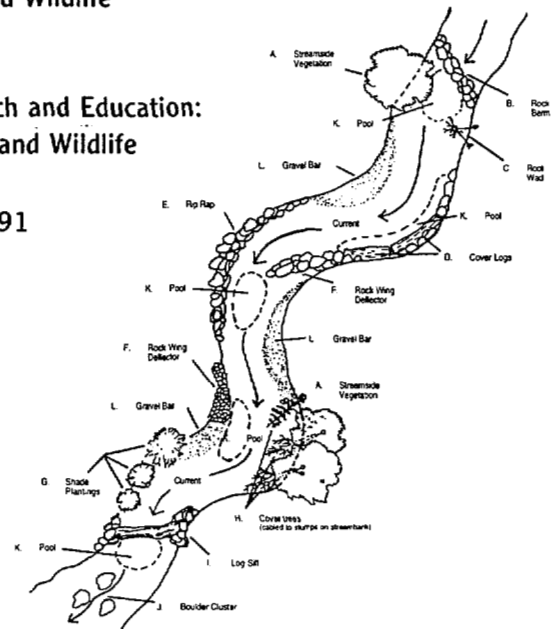 d Wildlife
th and Education:
and Wildlife
91
A. Streamside
Vegetation
B. Rock
Berm
K. Pool
C Root
Wad
L. Gravel Bar
E. Rip Rap
Current
K. Pool
D. Cover Logs
K. Pool
F. Rock Wing
Deflector
F. Rock Wing
Deflector
L Gravel Bar
A. Streamside
Vegetation
L. Gravel Bar
Pool
G. Shade
Plantings
Current
H. Cover trees
(cabled to stumps on streambank)
K. Pool
I. Log Sill
J. Boulder Cluster